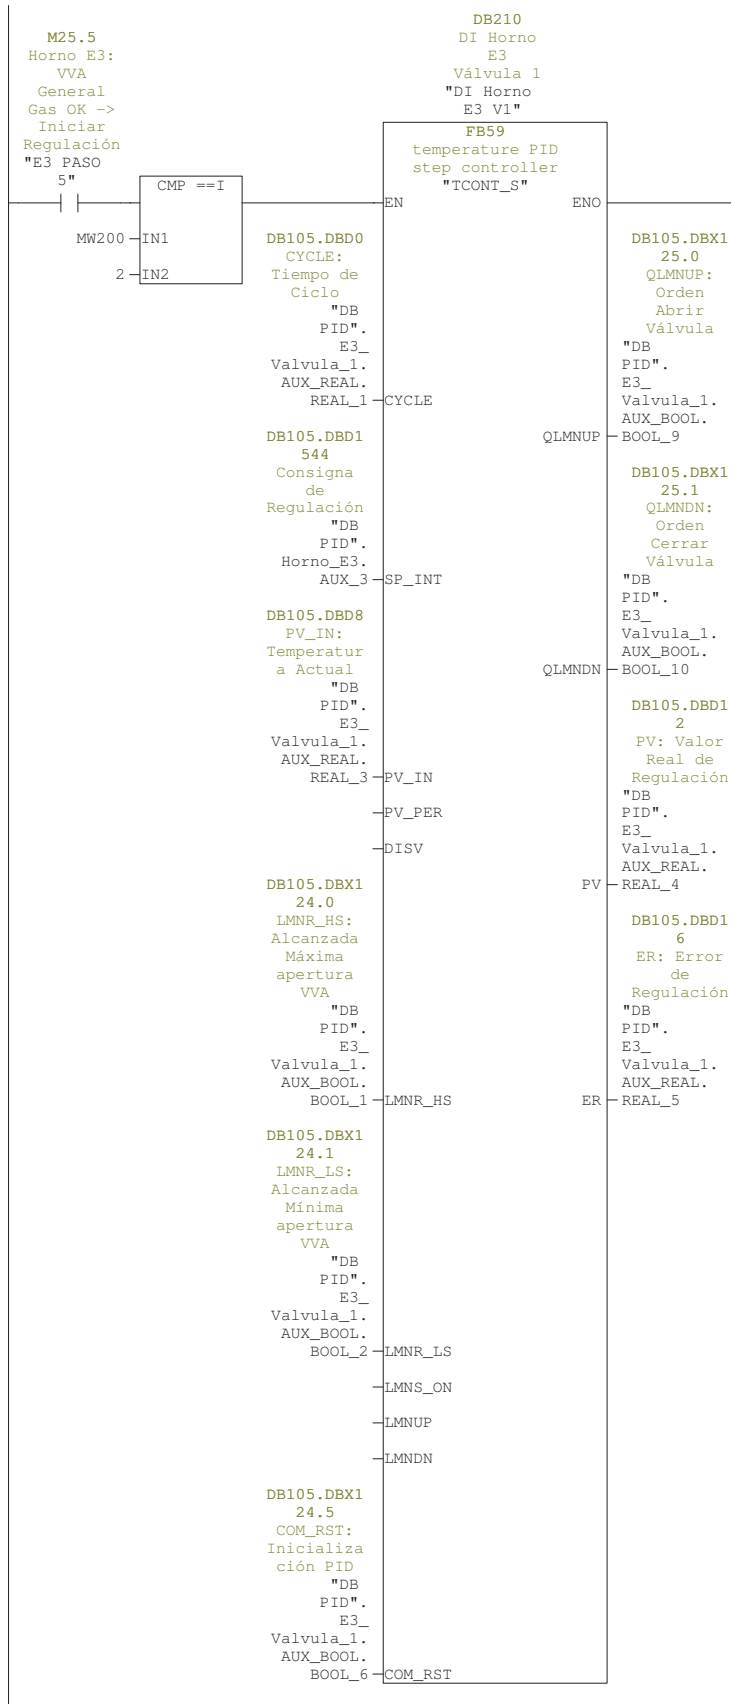 M25.5
Horno E3:
VVA
General
Gas OK ->
Iniciar
Regulación
"E3 PASO
5"
CMP ==I
MW200
IN1
2
IN2
DB210
DI Horno
E3
Válvula 1
"DI Horno
E3 V1"
FB59
temperature PID
step controller
"TCONT_S"
EN
ENO
DB105.DBD0
CYCLE:
Tiempo de
Ciclo
"DB
PID".
E3_
Valvula_1.
AUX_REAL.
REAL_1
CYCLE
DB105.DBD1
544
Consigna
de
Regulación
"DB
PID".
Horno_E3.
AUX_3
SP_INT
DB105.DBD8
PV_IN:
Temperatur
a Actual
"DB
PID".
E3_
Valvula_1.
AUX_REAL.
REAL_3
PV_IN
PV_PER
DISV
DB105.DBX1
24.0
LMNR_HS:
Alcanzada
Máxima
apertura
VVA
"DB
PID".
E3_
Valvula_1.
AUX_BOOL.
BOOL_1
LMNR_HS
DB105.DBX1
24.1
LMNR_LS:
Alcanzada
Mínima
apertura
VVA
"DB
PID".
E3_
Valvula_1.
AUX_BOOL.
BOOL_2
LMNR_LS
LMNS_ON
LMNUP
LMNDN
DB105.DBX1
24.5
COM_RST:
Inicializa
ción PID
"DB
PID".
E3_
Valvula_1.
AUX_BOOL.
BOOL_6
COM_RST
DB105.DBX1
25.0
QLMNUP:
Orden
Abrir
Válvula
"DB
PID".
E3_
Valvula_1.
AUX_BOOL.
QLMNUP
BOOL_9
DB105.DBX1
25.1
QLMNDN:
Orden
Cerrar
Válvula
"DB
PID".
E3_
Valvula_1.
AUX_BOOL.
QLMNDN
BOOL_10
DB105.DBD1
2
PV: Valor
Real de
Regulación
"DB
PID".
E3_
Valvula_1.
AUX_REAL.
PV
REAL_4
DB105.DBD1
6
ER: Error
de
Regulación
"DB
PID".
E3_
Valvula_1.
AUX_REAL.
ER
REAL_5